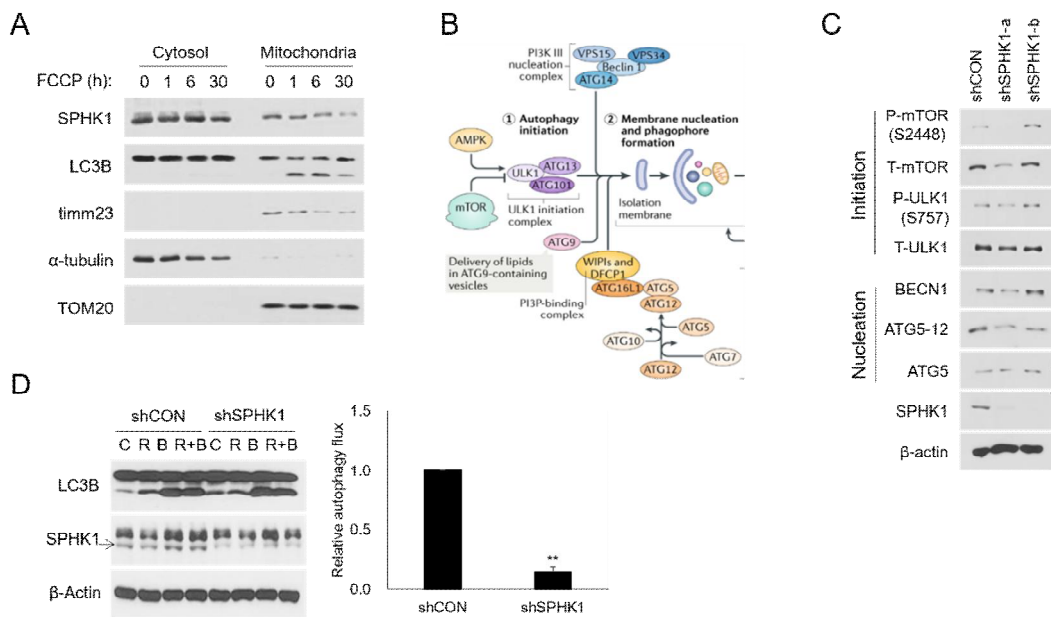 A
Cytosol Mitochondria
FCCP (h): 0 1 6 30 0 1 6 30
SPHK1
LC3B
timm23
α-tubulin
TOM20
B
PI3K III
nucleation
complex
VPS15
VPS34
Beclin 1
ATG14
① Autophagy
initiation
② Membrane nucleation
and phagophore
formation
AMPK
ULK1
ATG13
ATG101
mTOR
ULK1 initiation
complex
Isolation
membrane
ATG9
Delivery of lipids
in ATG9-containing
vesicles
WIPIs and
DFCP1
ATG16L1
ATG5
ATG12
PI3P-binding
complex
ATG5
ATG10
ATG7
ATG12
C
shCON
shSPHK1-a
shSPHK1-b
Initiation
P-mTOR
(S2448)
T-mTOR
P-ULK1
(S757)
T-ULK1
Nucleation
BECN1
ATG5-12
ATG5
SPHK1
β-actin
D
shCON shSPHK1
C R B R+B C R B R+B
LC3B
SPHK1
β-Actin
Relative autophagy flux
1.5
1.0
0.5
0.0
**
shCON shSPHK1